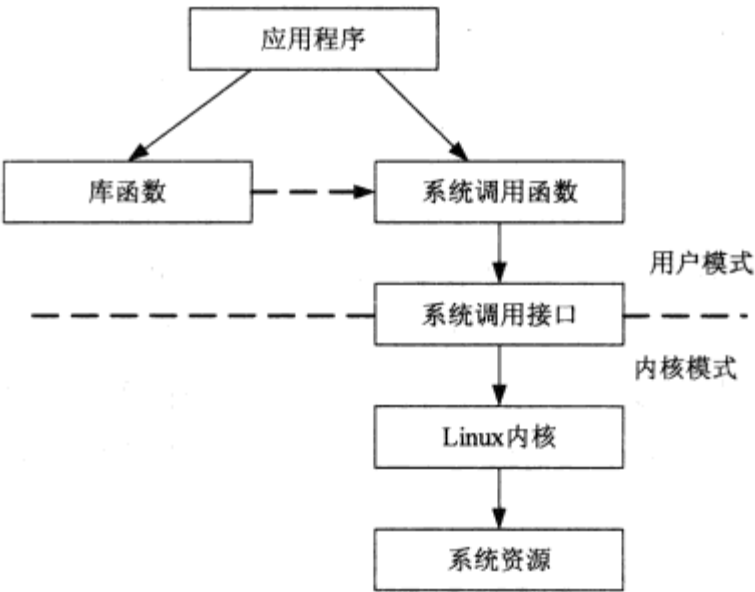 应用程序
库函数
系统调用函数
用户模式
系统调用接口
内核模式
Linux内核
系统资源